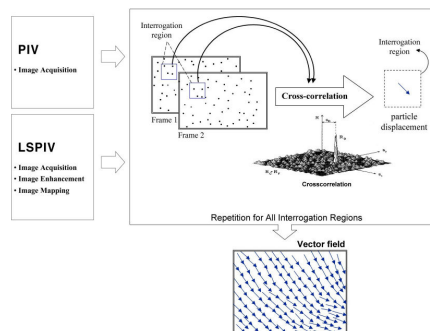 PIV
• Image Acquisition
LSPIV
• Image Acquisition
• Image Enhancement
• Image Mapping
Interrogation
region
Frame 1
Frame 2
Cross-correlation
Interrogation
region
particle
displacement
Crosscorrelation
Repetition for All Interrogation Regions
Vector field